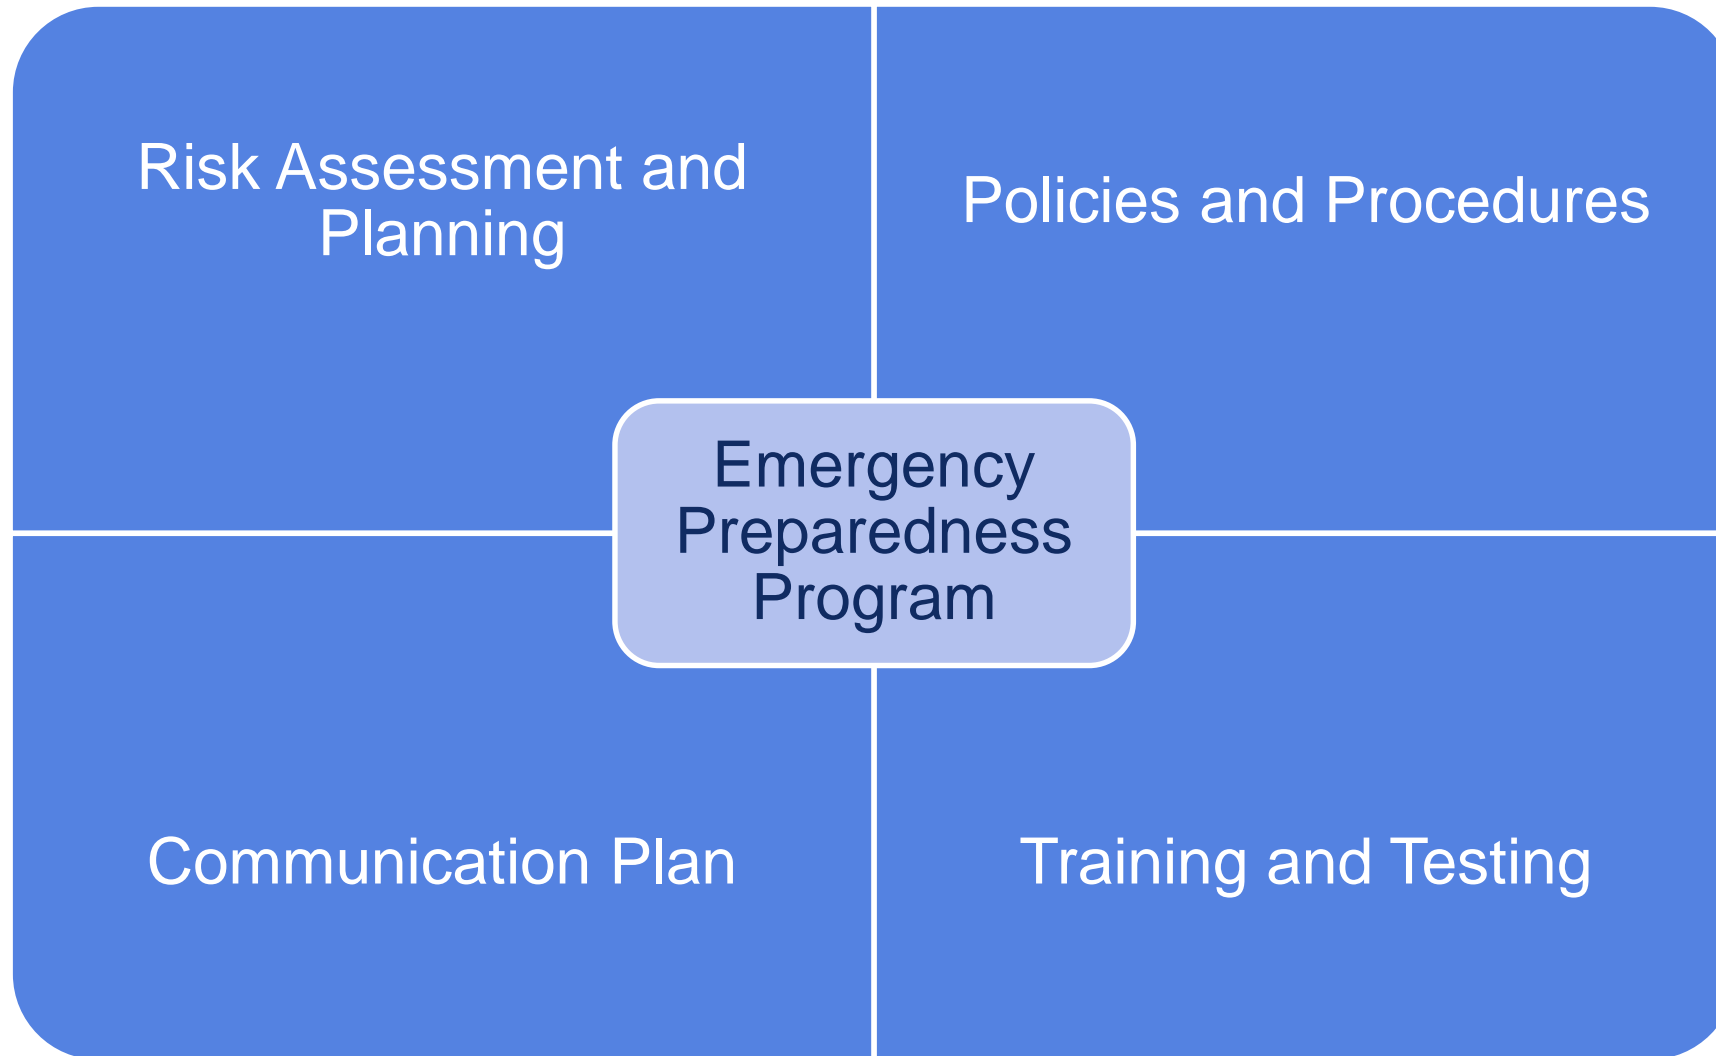 Risk Assessment and
Planning
Policies and Procedures
Emergency
Preparedness
Program
Communication Plan
Training and Testing